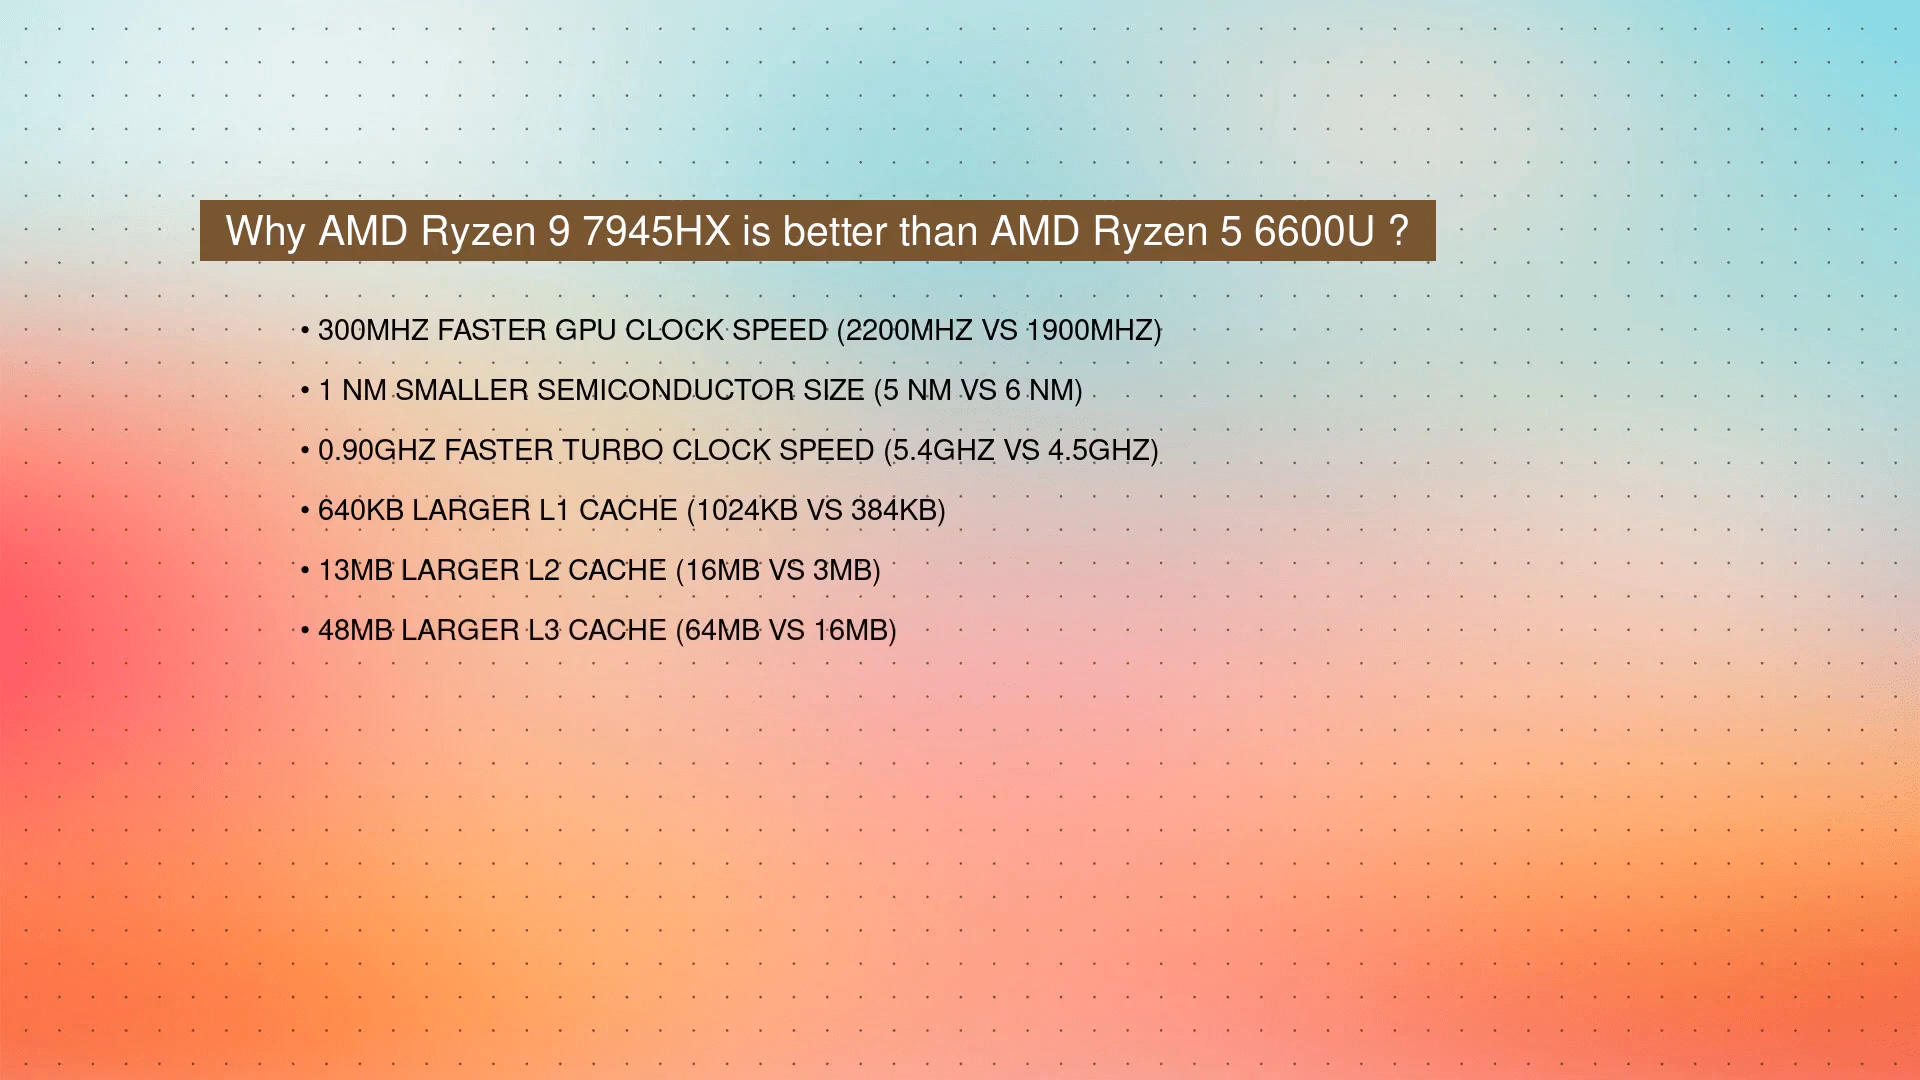 Why AMD Ryzen 9 7945HX is better than AMD Ryzen 5 6600U ?
• 300MHZ FASTER GPU CLOCK SPEED (2200MHZ VS 1900MHZ)
• 1 NM SMALLER SEMICONDUCTOR SIZE (5 NM VS 6 NM)
• 0.90GHZ FASTER TURBO CLOCK SPEED (5.4GHZ VS 4.5GHZ)
• 640KB LARGER L1 CACHE (1024KB VS 384KB)
• 13MB LARGER L2 CACHE (16MB VS 3MB)
• 48MB LARGER L3 CACHE (64MB VS 16MB)